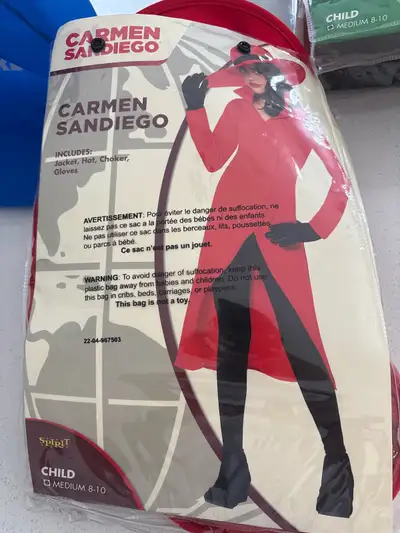 CARMEN
SANDIEGO
CHILD
MEDIUM 8-10
CARMEN
SANDIEGO
INCLUDES:
Jacket, Hat, Choker,
Gloves
AVERTISSEMENT: Pour éviter le danger de suffocation, ne
laissez pas ce sac a la portée des bébés ni des enfants
Ne pas utiliser ce sac dans les berceaux, lits, poussettes
ou parcs à bébé.
Ce sac n'est pas un jouet.
WARNING: To avoid danger of suffocation, keep this
plastic bag away from babies and children. Do not use
this bag in cribs, beds, carriages, or playpens.
This bag is not a toy.
22-04-967503
SPIRIT
CHILD
MEDIUM 8-10